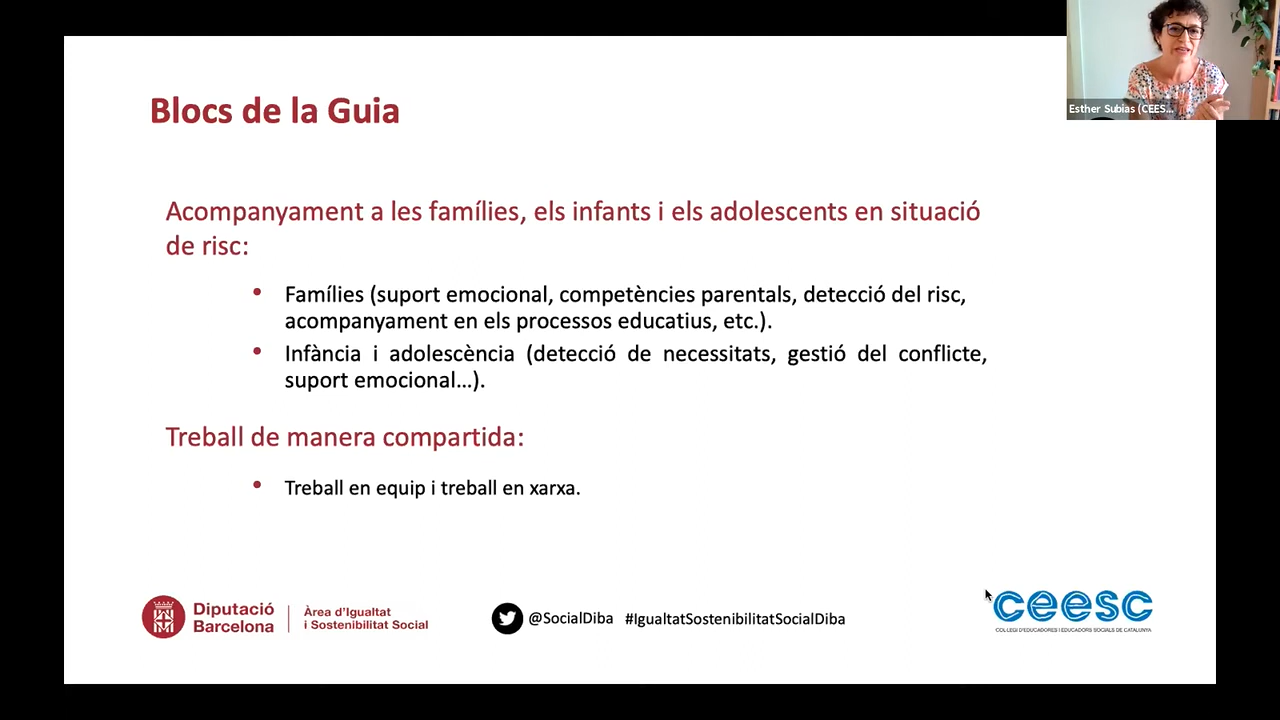 Esther Subias (CEES...
Blocs de la Guia
Acompanyament a les famílies, els infants i els adolescents en situació
de risc:
• Famílies (suport emocional, competències parentals, detecció del risc,
acompanyament en els processos educatius, etc.).
• Infància i adolescència (detecció de necessitats, gestió del conflicte,
suport emocional...).
Treball de manera compartida:
• Treball en equip i treball en xarxa.
Diputació
Barcelona
Àrea d'Igualtat
i Sostenibilitat Social
@SocialDiba #IgualtatSostenibilitatSocialDiba
ceesc
COL·LEGI D'EDUCADORES I EDUCADORS SOCIALS DE CATALUNYA